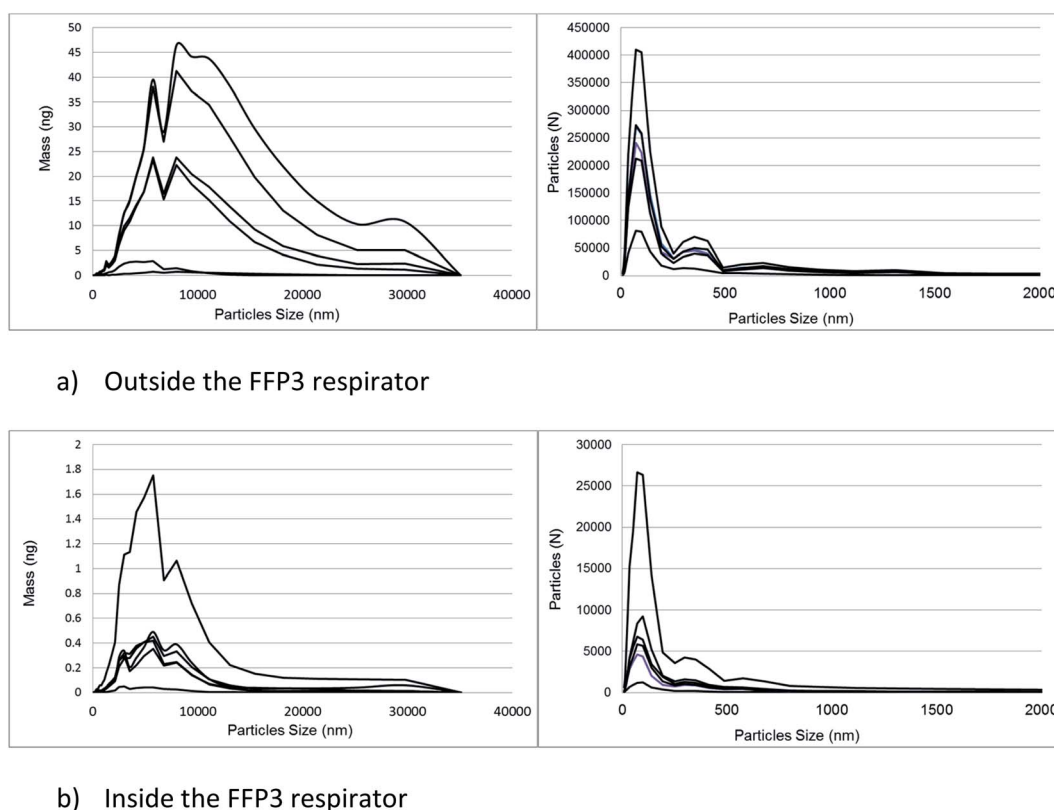 50
45
40
35
30
25
20
15
10
5
0
Mass (ng)
0 10000 20000 30000 40000
Particles Size (nm)
450000
400000
350000
300000
250000
200000
150000
100000
50000
0
Particles (N)
0 500 1000 1500 2000
Particles Size (nm)
a) Outside the FFP3 respirator
2
1.8
1.6
1.4
1.2
1
0.8
0.6
0.4
0.2
0
Mass (ng)
0 10000 20000 30000 40000
Particles Size (nm)
30000
25000
20000
15000
10000
5000
0
Particles (N)
0 500 1000 1500 2000
Particles Size (nm)
b) Inside the FFP3 respirator